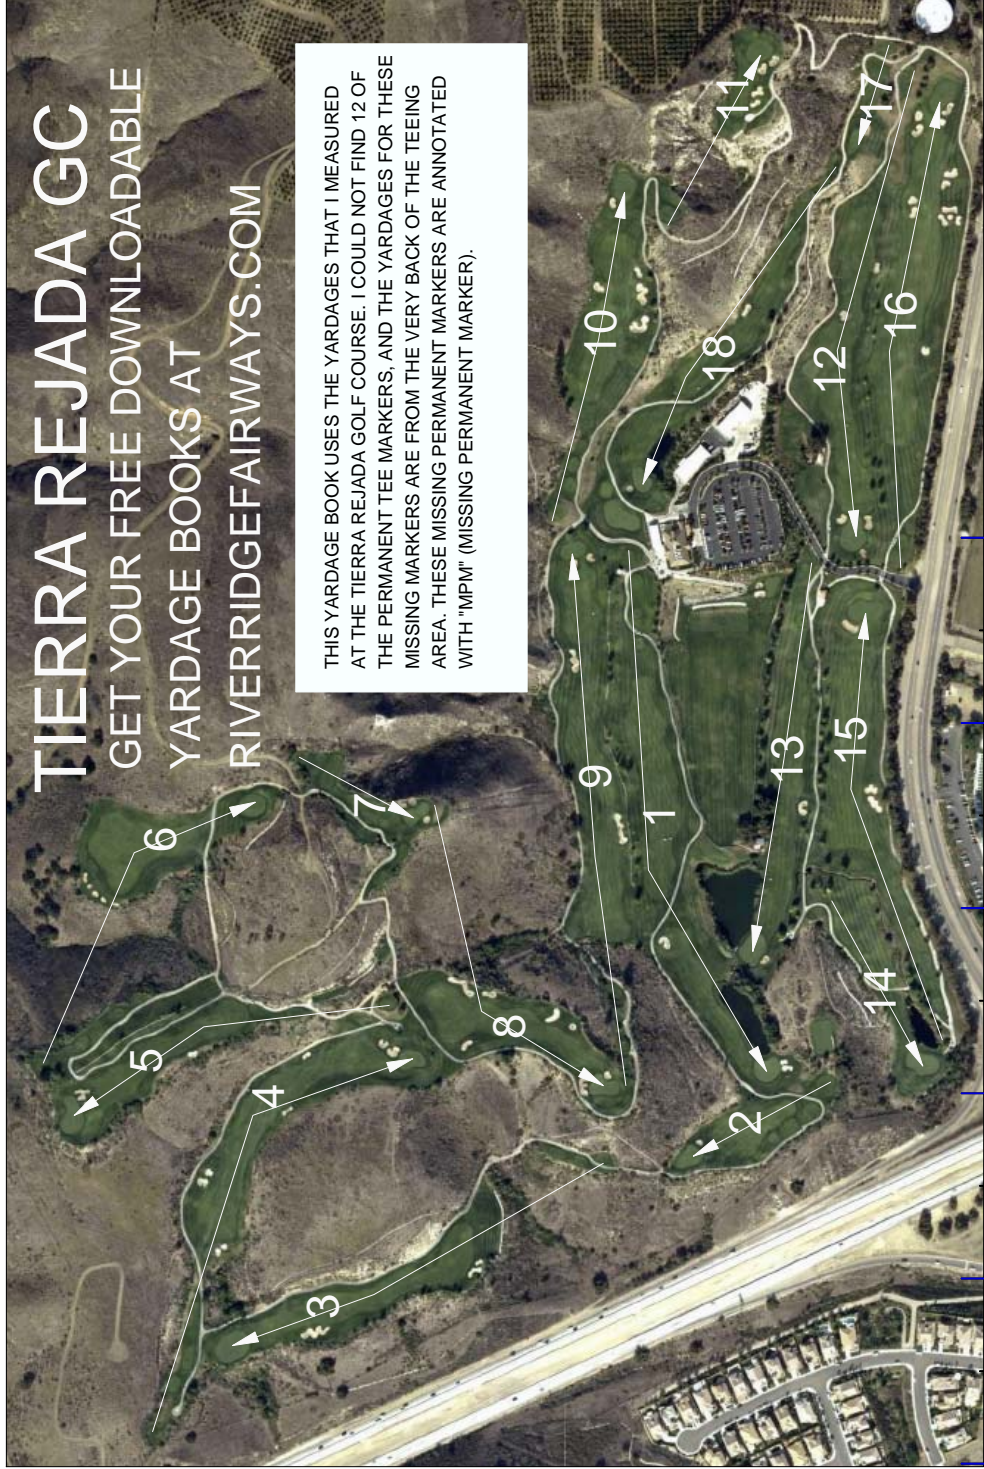 TIERRA REJADA GC
GET YOUR FREE DOWNLOADABLE
YARDAGE BOOKS AT
RIVERRIDGEFAIRWAYS.COM
THIS YARDAGE BOOK USES THE YARDAGES THAT I MEASURED
AT THE TIERRA REJADA GOLF COURSE. I COULD NOT FIND 12 OF
THE PERMANENT TEE MARKERS, AND THE YARDAGES FOR THESE
MISSING MARKERS ARE FROM THE VERY BACK OF THE TEEING
AREA. THESE MISSING PERMANENT MARKERS ARE ANNOTATED
WITH "MPM" (MISSING PERMANENT MARKER).
11
17
10
18
12
16
6
7
9
1
13
15
5
4
8
14
2
3